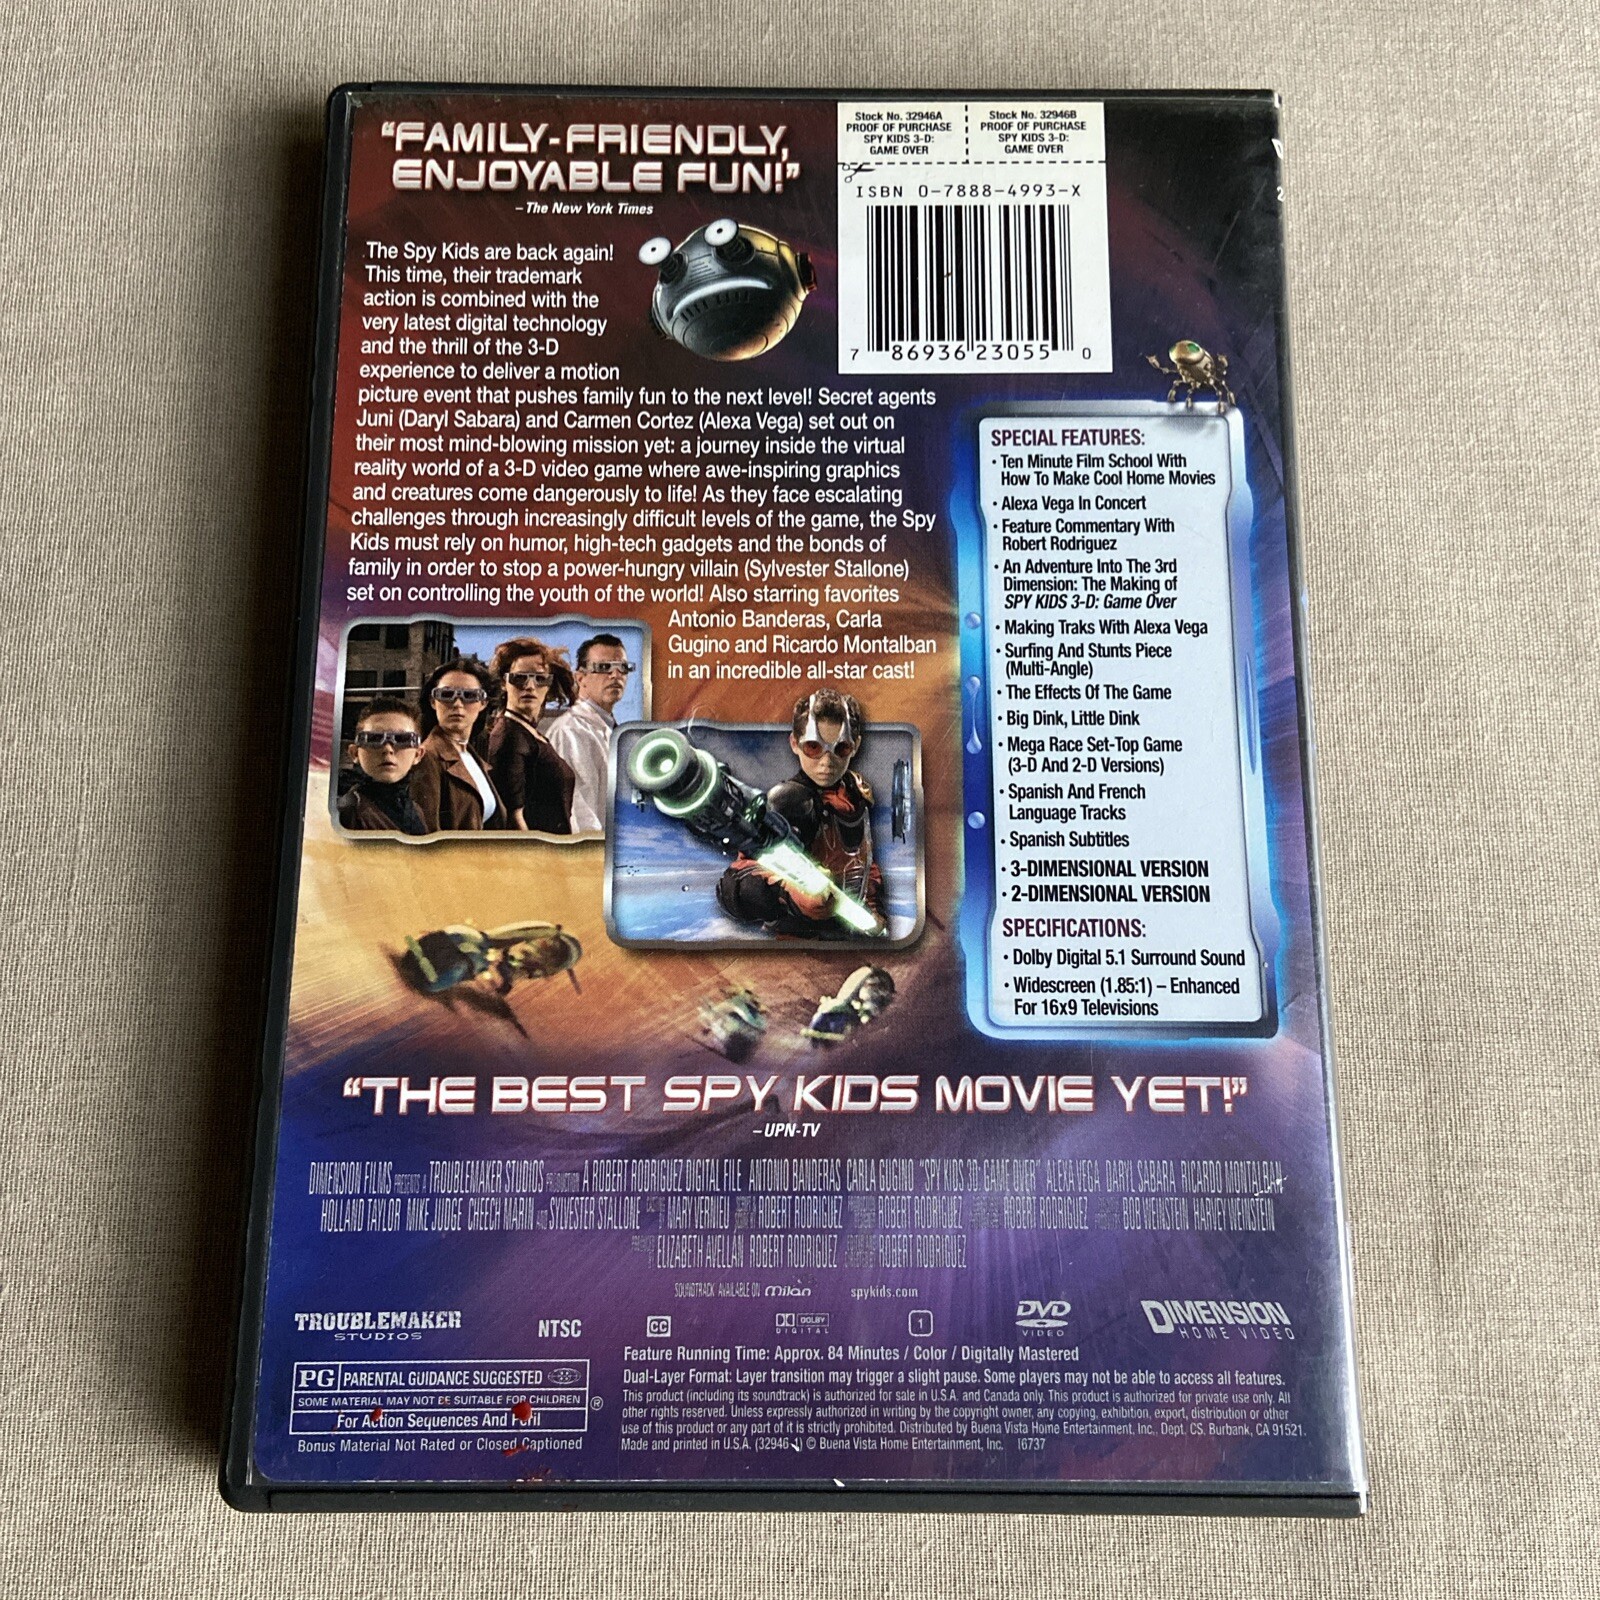 "FAMILY-FRIENDLY,
ENJOYABLE FUN!"
– The New York Times
The Spy Kids are back again!
This time, their trademark
action is combined with the
very latest digital technology
and the thrill of the 3-D
experience to deliver a motion
picture event that pushes family fun to the next level! Secret agents
Juni (Daryl Sabara) and Carmen Cortez (Alexa Vega) set out on
their most mind-blowing mission yet: a journey inside the virtual
reality world of a 3-D video game where awe-inspiring graphics
and creatures come dangerously to life! As they face escalating
challenges through increasingly difficult levels of the game, the Spy
Kids must rely on humor, high-tech gadgets and the bonds of
family in order to stop a power-hungry villain (Sylvester Stallone)
set on controlling the youth of the world! Also starring favorites
Antonio Banderas, Carla
Gugino and Ricardo Montalban
in an incredible all-star cast!
Stock No. 32946A
PROOF OF PURCHASE
SPY KIDS 3-D:
GAME OVER
Stock No. 32946B
PROOF OF PURCHASE
SPY KIDS 3-D:
GAME OVER
ISBN 0-7888-4993-X
7 86936 23055 0
SPECIAL FEATURES:
• Ten Minute Film School With
How To Make Cool Home Movies
• Alexa Vega In Concert
• Feature Commentary With
Robert Rodriguez
• An Adventure Into The 3rd
Dimension: The Making of
SPY KIDS 3-D: Game Over
• Making Traks With Alexa Vega
• Surfing And Stunts Piece
(Multi-Angle)
• The Effects Of The Game
• Big Dink, Little Dink
• Mega Race Set-Top Game
(3-D And 2-D Versions)
• Spanish And French
Language Tracks
• Spanish Subtitles
• 3-DIMENSIONAL VERSION
• 2-DIMENSIONAL VERSION
SPECIFICATIONS:
• Dolby Digital 5.1 Surround Sound
• Widescreen (1.85:1) – Enhanced
For 16x9 Televisions
"THE BEST SPY KIDS MOVIE YET!"
– UPN-TV
DIMENSION FILMS PRESENTS A TROUBLEMAKER STUDIOS PRODUCTION A ROBERT RODRIGUEZ DIGITAL FILE ANTONIO BANDERAS CARLA GUGINO "SPY KIDS 3D: GAME OVER" ALEXA VEGA DARYL SABARA RICARDO MONTALBAN
HOLLAND TAYLOR MIKE JUDGE CHEECH MARIN AND SYLVESTER STALLONE MARY VERNIEU ROBERT RODRIGUEZ ROBERT RODRIGUEZ ROBERT RODRIGUEZ BOB WEINSTEIN HARVEY WEINSTEIN
ELIZABETH AVELLAN ROBERT RODRIGUEZ ROBERT RODRIGUEZ
SOUNDTRACK AVAILABLE ON milan spykids.com
TROUBLEMAKER
STUDIOS
NTSC
CC
DOLBY
DIGITAL
1
DVD
VIDEO
DIMENSION
HOME VIDEO
PG PARENTAL GUIDANCE SUGGESTED
SOME MATERIAL MAY NOT BE SUITABLE FOR CHILDREN ®
For Action Sequences And Peril
Bonus Material Not Rated or Closed Captioned
Feature Running Time: Approx. 84 Minutes / Color / Digitally Mastered
Dual-Layer Format: Layer transition may trigger a slight pause. Some players may not be able to access all features.
This product (including its soundtrack) is authorized for sale in U.S.A. and Canada only. This product is authorized for private use only. All
other rights reserved. Unless expressly authorized in writing by the copyright owner, any copying, exhibition, export, distribution or other
use of this product or any part of it is strictly prohibited. Distributed by Buena Vista Home Entertainment, Inc., Dept. CS, Burbank, CA 91521.
Made and printed in U.S.A. (32946 ) © Buena Vista Home Entertainment, Inc. 16737